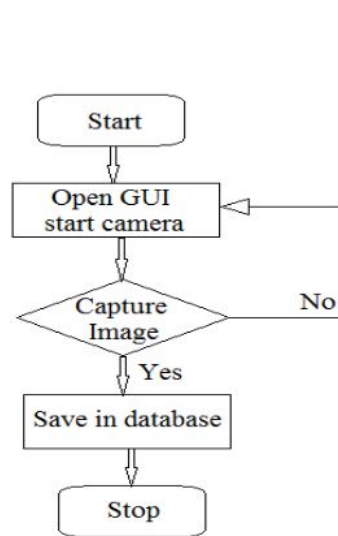 Start
Open GUI
start camera
Capture
Image
No
Yes
Save in database
Stop